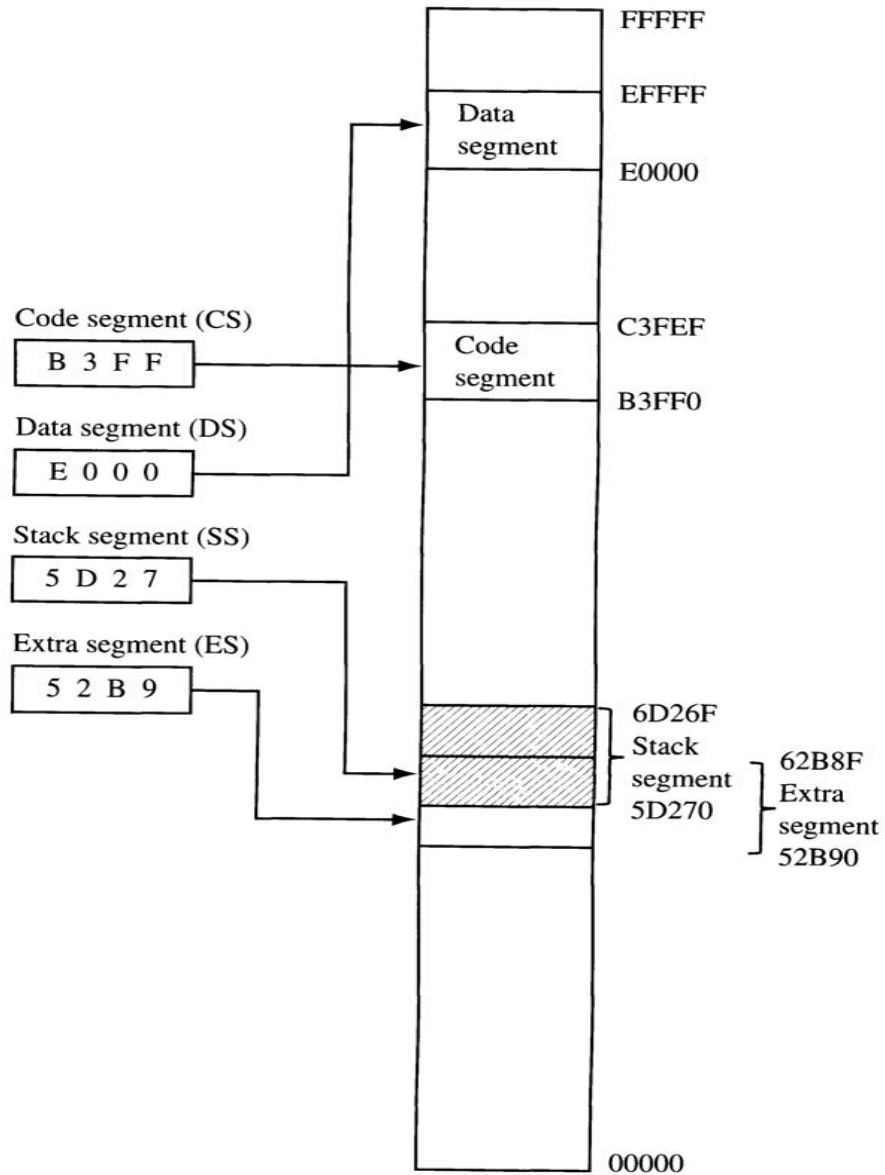 FFFFF
EFFFF
Data
segment
E0000
Code segment (CS)
B 3 F F
C3FEF
Code
segment
B3FF0
Data segment (DS)
E 0 0 0
Stack segment (SS)
5 D 2 7
Extra segment (ES)
5 2 B 9
6D26F
Stack
segment
5D270
62B8F
Extra
segment
52B90
00000